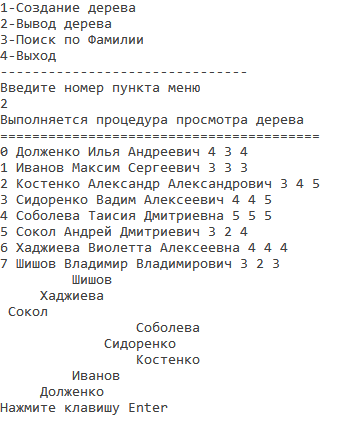 1-Создание дерева
2-Вывод дерева
3-Поиск по Фамилии
4-Выход
-------------------------------
Введите номер пункта меню
2
Выполняется процедура просмотра дерева
========================================
0 Долженко Илья Андреевич 4 3 4
1 Иванов Максим Сергеевич 3 3 3
2 Костенко Александр Александрович 3 4 5
3 Сидоренко Вадим Алексеевич 4 4 5
4 Соболева Таисия Дмитриевна 5 5 5
5 Сокол Андрей Дмитриевич 3 2 4
6 Хаджиева Виолетта Алексеевна 4 4 4
7 Шишов Владимир Владимирович 3 2 3
Шишов
Хаджиева
Сокол
Соболева
Сидоренко
Костенко
Иванов
Долженко
Нажмите клавишу Enter